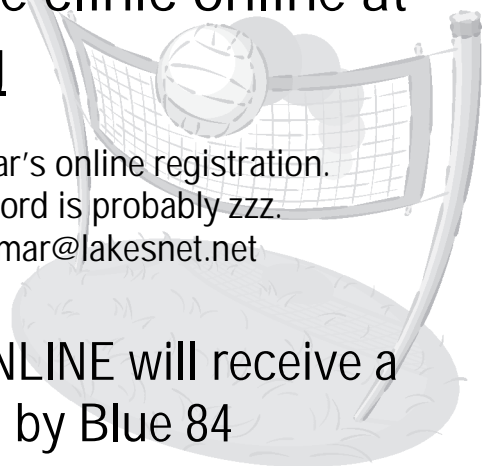 e clinic online at
ar's online registration.
ord is probably zzz.
mar@lakesnet.net
NLINE will receive a
by Blue 84